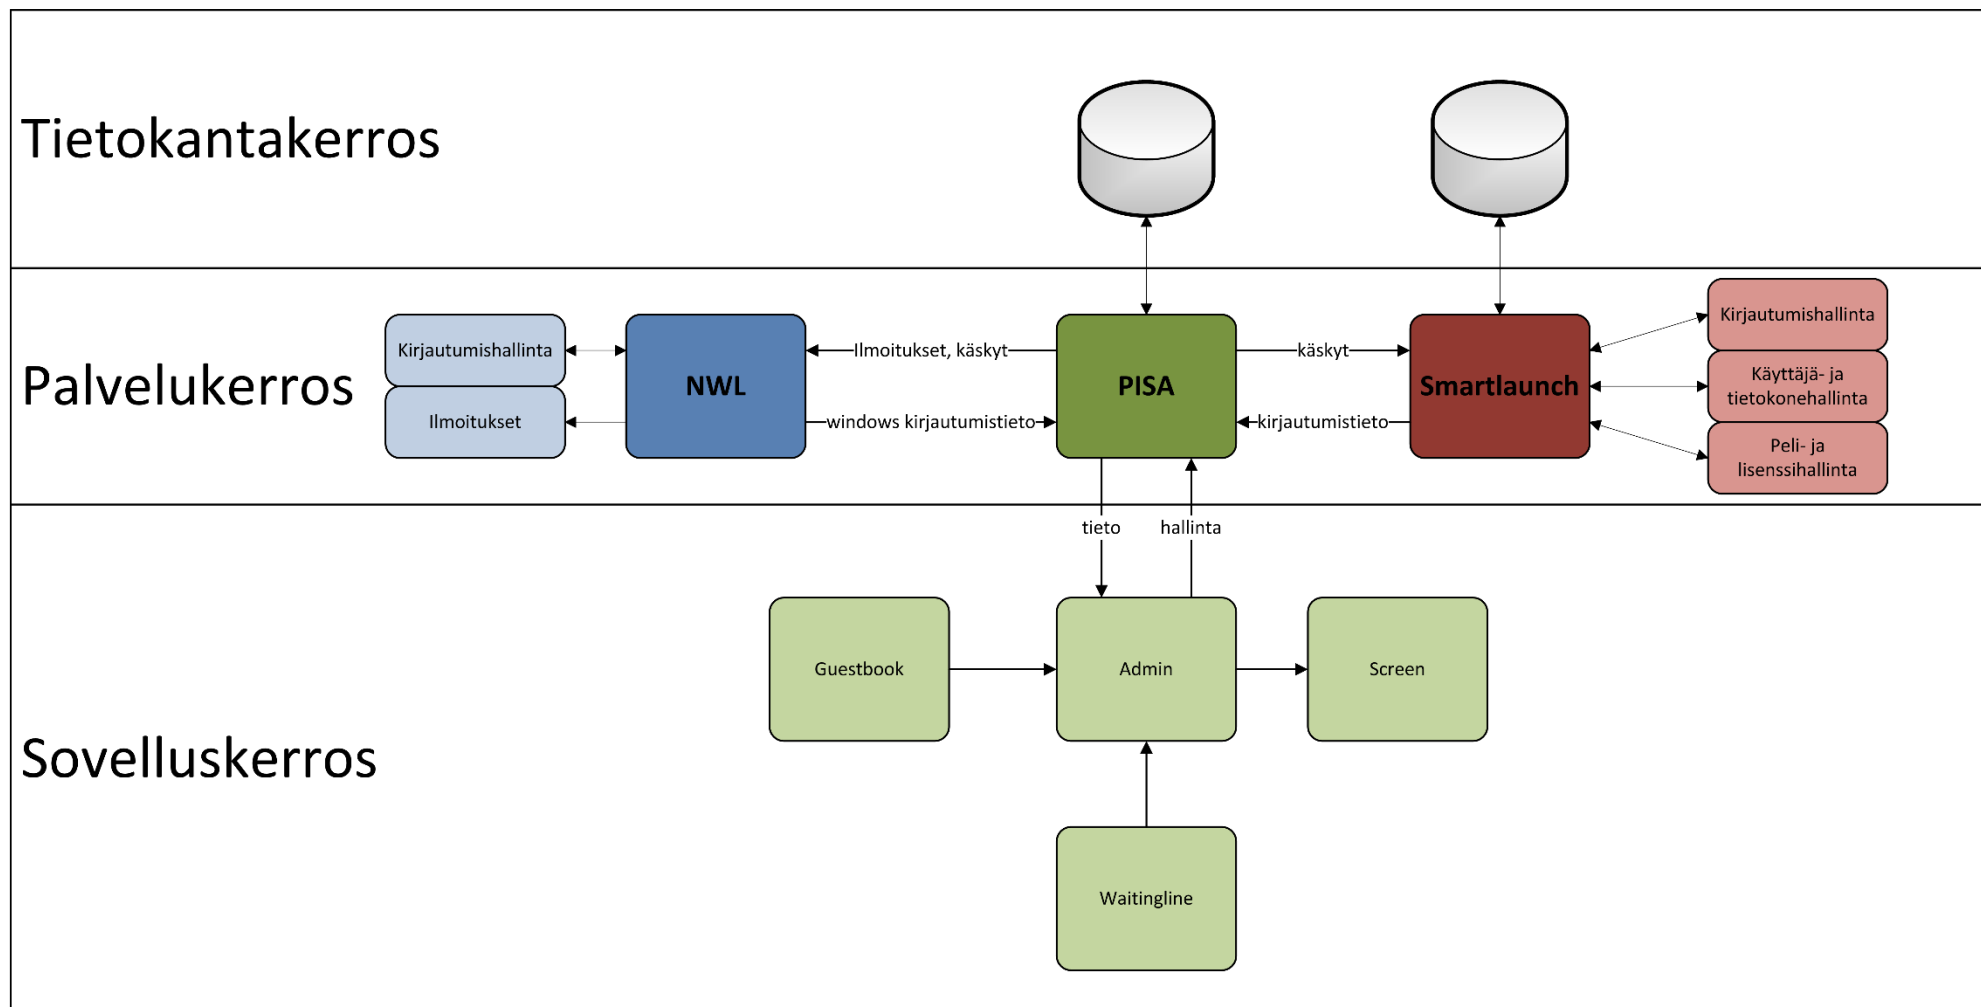 Tietokantakerros
Palvelukerros
Kirjautumishallinta
Ilmoitukset
NWL
Ilmoitukset, käskyt
windows kirjautumistieto
PISA
käskyt
kirjautumistieto
Smartlaunch
Kirjautumishallinta
Käyttäjä- ja
tietokonehallinta
Peli- ja
lisenssihallinta
tieto
hallinta
Sovelluskerros
Guestbook
Admin
Screen
Waitingline